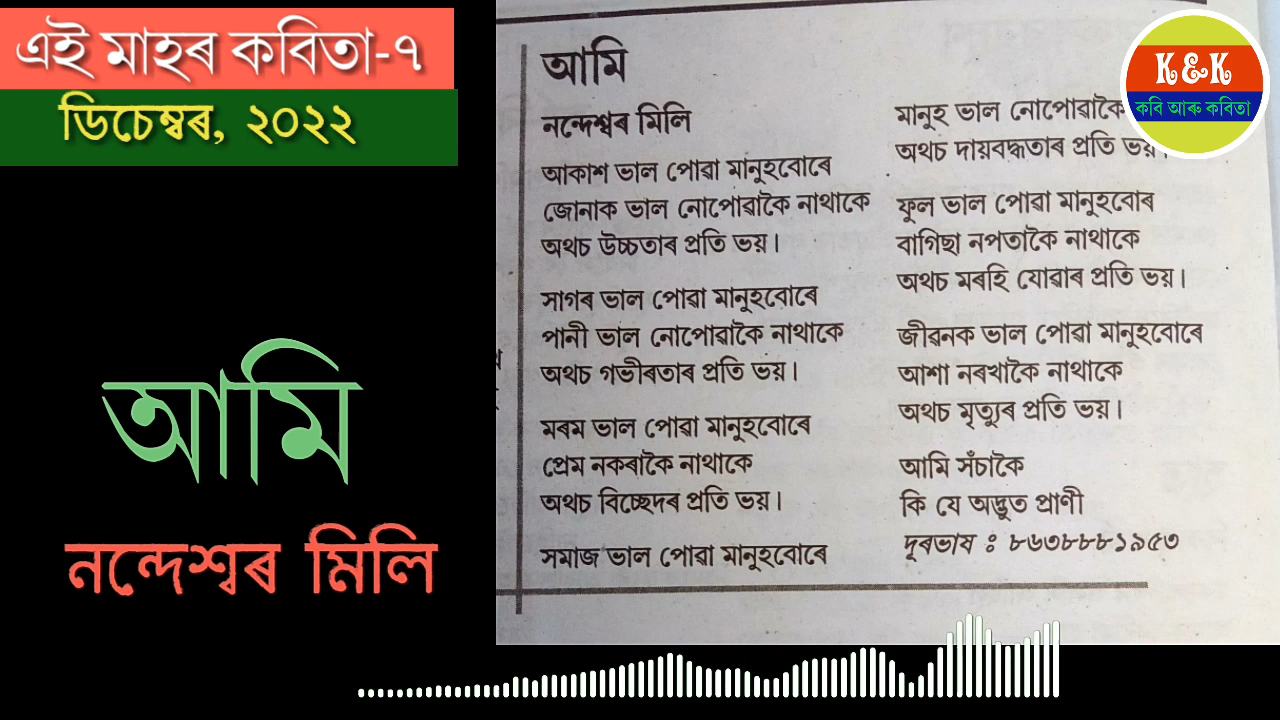 এই মাহৰ কবিতা-৭
ডিচেম্বৰ, ২০২২
আমি
নন্দেশ্বৰ মিলি
আমি
নন্দেশ্বৰ মিলি
আকাশ ভাল পোৱা মানুহবোৰে
জোনাক ভাল নোপোৱাকৈ নাথাকে
অথচ উচ্চতাৰ প্ৰতি ভয়।
সাগৰ ভাল পোৱা মানুহবোৰে
পানী ভাল নোপোৱাকৈ নাথাকে
অথচ গভীৰতাৰ প্ৰতি ভয়।
মৰম ভাল পোৱা মানুহবোৰে
প্ৰেম নকৰাকৈ নাথাকে
অথচ বিচ্ছেদৰ প্ৰতি ভয়।
সমাজ ভাল পোৱা মানুহবোৰে
মানুহ ভাল নোপোৱাকৈ
অথচ দায়বদ্ধতাৰ প্ৰতি ভয়।
ফুল ভাল পোৱা মানুহবোৰ
বাগিছা নপতাকৈ নাথাকে
অথচ মৰহি যোৱাৰ প্ৰতি ভয়।
জীৱনক ভাল পোৱা মানুহবোৰে
আশা নৰখাকৈ নাথাকে
অথচ মৃত্যুৰ প্ৰতি ভয়।
আমি সঁচাকৈ
কি যে অদ্ভুত প্ৰাণী
দূৰভাষ : ৮৬৩৮৮৮১৯৫৩
K&K
কবি আৰু কবিতা